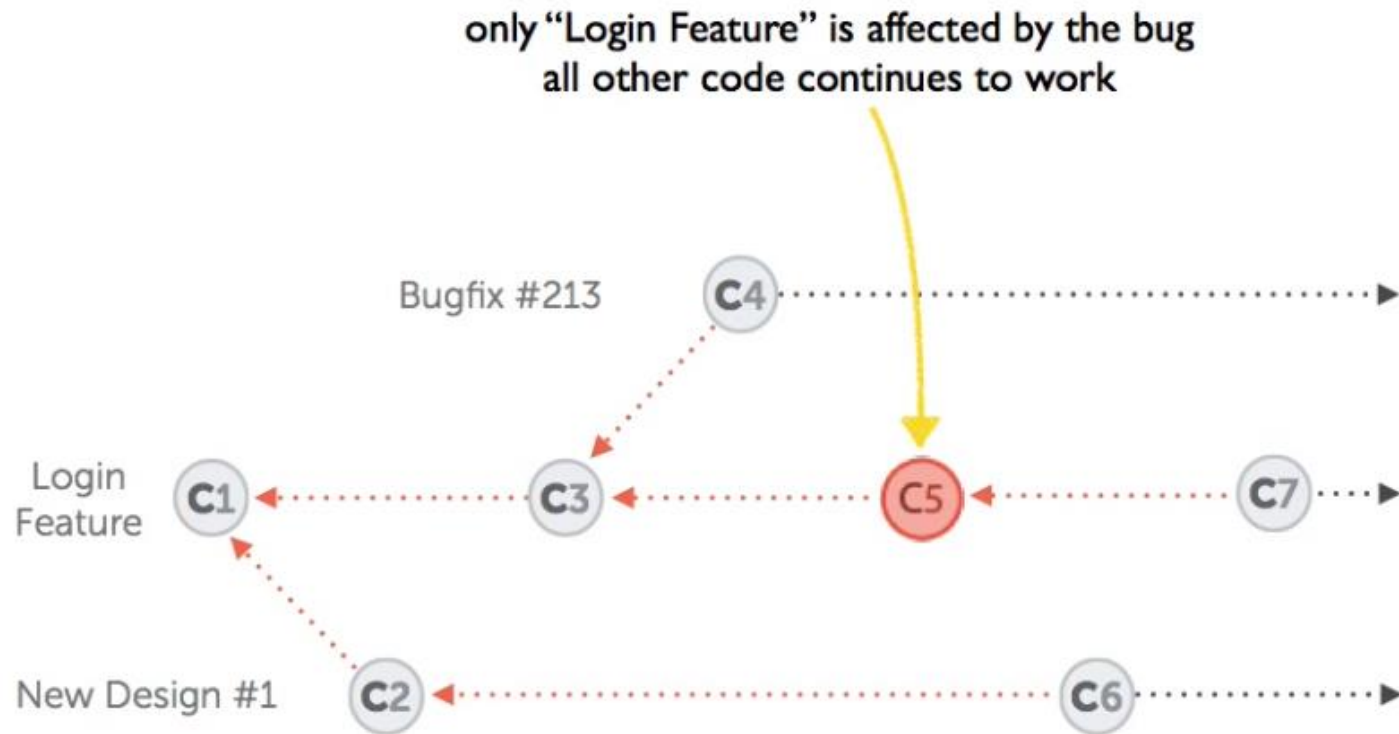 only “Login Feature” is affected by the bug
all other code continues to work
Bugfix #213
C4
Login
Feature
C1
C3
C5
C7
New Design #1
C2
C6